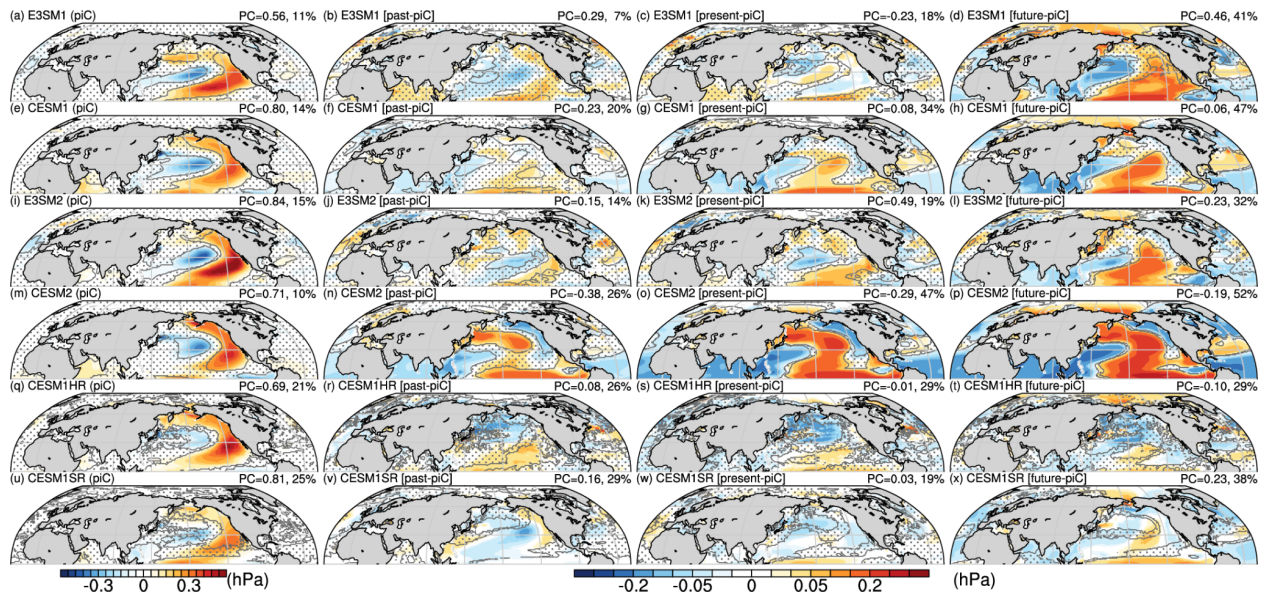 (a) E3SM1 (piC) PC=0.56, 11% (b) E3SM1 [past-piC] PC=0.29, 7% (c) E3SM1 [present-piC] PC=-0.23, 18% (d) E3SM1 [future-piC] PC=0.46, 41%
(e) CESM1 (piC) PC=0.80, 14% (f) CESM1 [past-piC] PC=0.23, 20% (g) CESM1 [present-piC] PC=0.08, 34% (h) CESM1 [future-piC] PC=0.06, 47%
(i) E3SM2 (piC) PC=0.84, 15% (j) E3SM2 [past-piC] PC=0.15, 14% (k) E3SM2 [present-piC] PC=0.49, 19% (l) E3SM2 [future-piC] PC=0.23, 32%
(m) CESM2 (piC) PC=0.71, 10% (n) CESM2 [past-piC] PC=-0.38, 26% (o) CESM2 [present-piC] PC=-0.29, 47% (p) CESM2 [future-piC] PC=-0.19, 52%
(q) CESM1HR (piC) PC=0.69, 21% (r) CESM1HR [past-piC] PC=0.08, 26% (s) CESM1HR [present-piC] PC=-0.01, 29% (t) CESM1HR [future-piC] PC=-0.10, 29%
(u) CESM1SR (piC) PC=0.81, 25% (v) CESM1SR [past-piC] PC=0.16, 29% (w) CESM1SR [present-piC] PC=0.03, 19% (x) CESM1SR [future-piC] PC=0.23, 38%
-0.3 0 0.3 (hPa) -0.2 -0.05 0 0.05 0.2 (hPa)